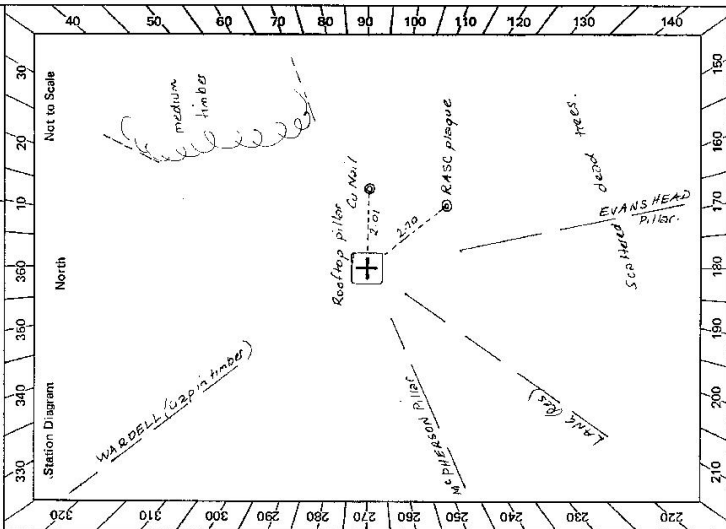 330 340 350 360 10 20 30
Station Diagram North Not to Scale
40
50
60
70
80
90
100
110
120
130
140
320
310
300
290
280
270
260
250
240
230
220
WARDELL in timber)
medium
timber
Rooftop pillar
Cu Nail
2.01
2.70
RASC plaque
McPHERSON Pillar
LANG (Res)
EVANS HEAD
Pillar.
Scattered dead trees.
210 200 190 180 170 160 150